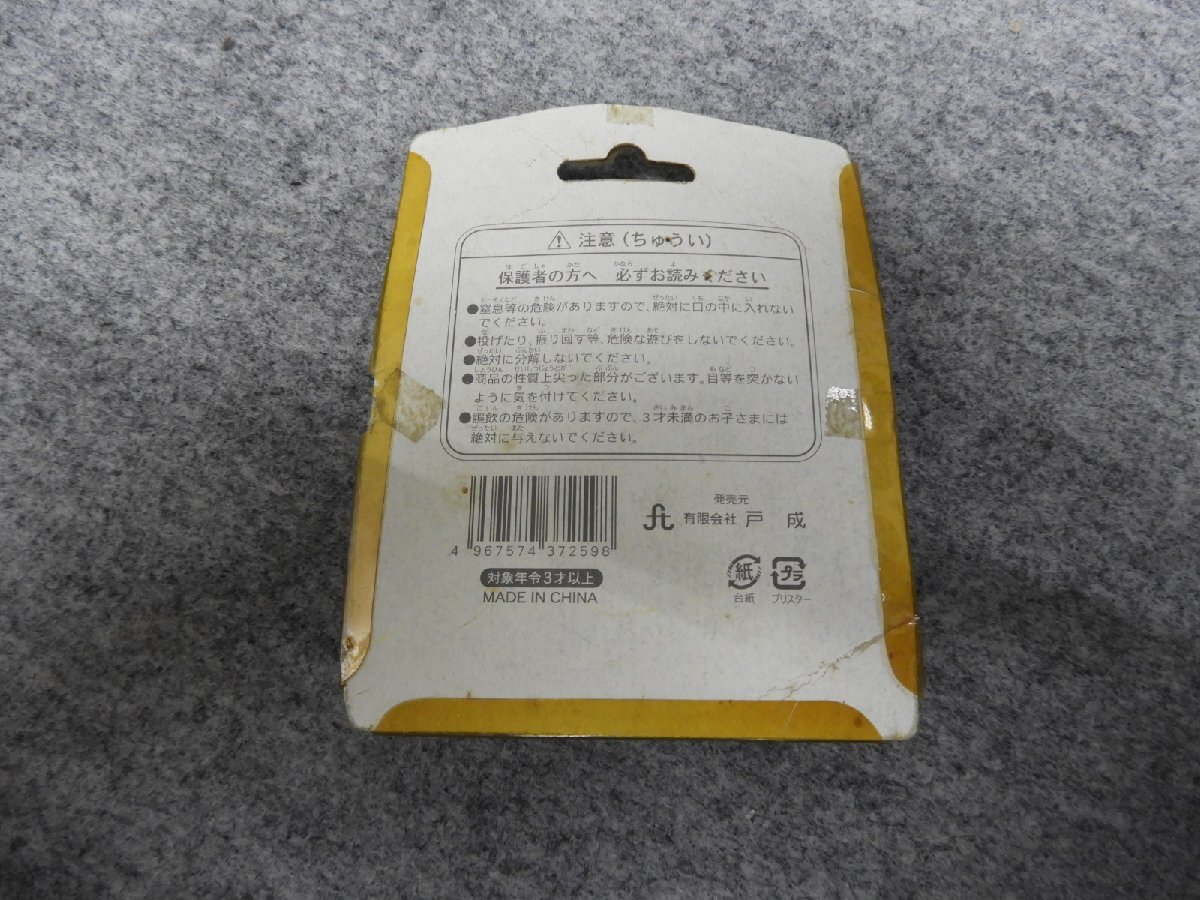 注意(ちゅうい)
保護者の方へ 必ずお読みください
●窒息等の危険がありますので、絶対に口の中に入れない
でください。
●投げたり、振り回す等、危険な遊びをしないでください。
●絶対に分解しないでください。
●商品の性質上尖った部分がございます。目等を突かない
ように気を付けてください。
●誤飲の危険がありますので、3才未満のお子さまには
絶対に与えないでください。
4 967574 372598
対象年令3才以上
MADE IN CHINA
発売元
有限会社 戸成
紙
台紙
プラ
ブリスター